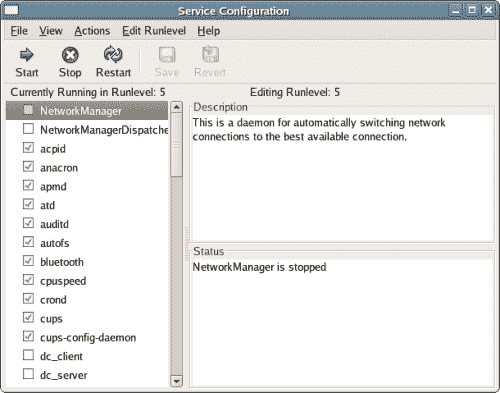 Service Configuration
File View Actions Edit Runlevel Help
Start Stop Restart Save Revert
Currently Running in Runlevel: 5 Editing Runlevel: 5
NetworkManager
NetworkManagerDispatche
acpid
anacron
apmd
atd
auditd
autofs
bluetooth
cpuspeed
crond
cups
cups-config-daemon
dc_client
dc_server
Description
This is a daemon for automatically switching network
connections to the best available connection.
Status
NetworkManager is stopped